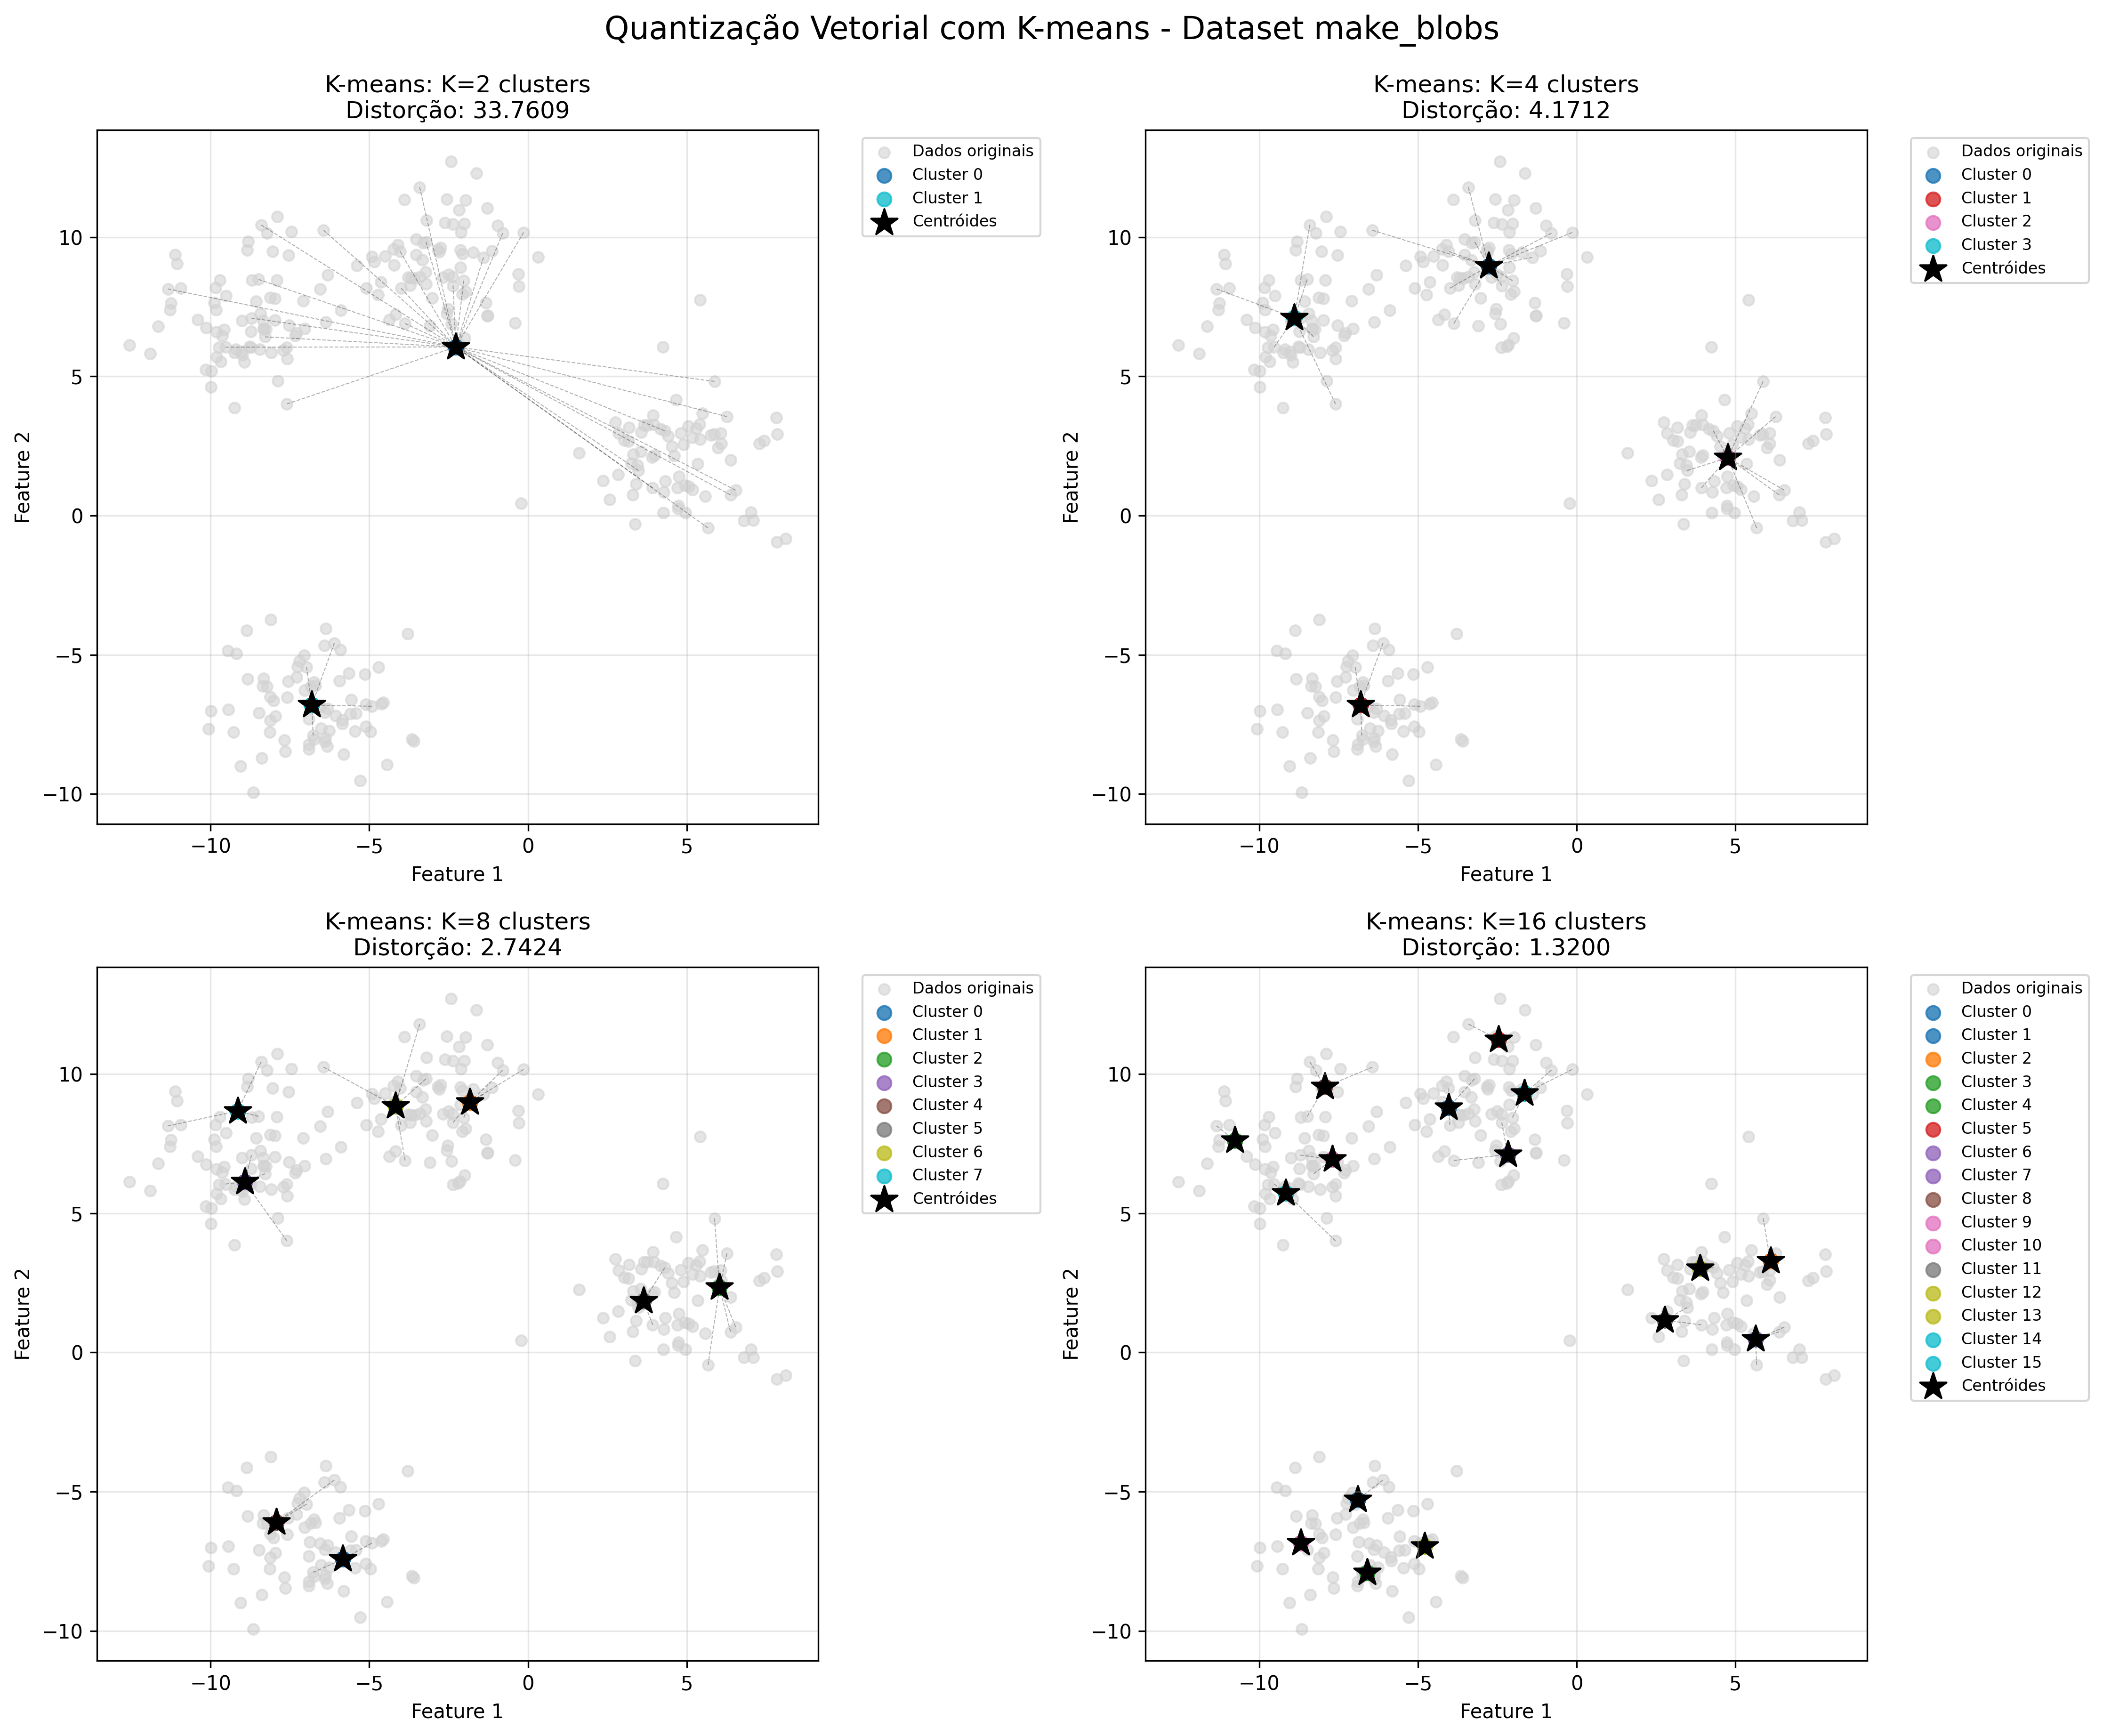 Quantização Vetorial com K-means - Dataset make_blobs
K-means: K=2 clusters
Distorção: 33.7609
Dados originais
Cluster 0
Cluster 1
Centróides
10
5
0
−5
−10
Feature 2
−10
−5
0
5
Feature 1
K-means: K=4 clusters
Distorção: 4.1712
Dados originais
Cluster 0
Cluster 1
Cluster 2
Cluster 3
Centróides
10
5
0
−5
−10
Feature 2
−10
−5
0
5
Feature 1
K-means: K=8 clusters
Distorção: 2.7424
Dados originais
Cluster 0
Cluster 1
Cluster 2
Cluster 3
Cluster 4
Cluster 5
Cluster 6
Cluster 7
Centróides
10
5
0
−5
−10
Feature 2
−10
−5
0
5
Feature 1
K-means: K=16 clusters
Distorção: 1.3200
Dados originais
Cluster 0
Cluster 1
Cluster 2
Cluster 3
Cluster 4
Cluster 5
Cluster 6
Cluster 7
Cluster 8
Cluster 9
Cluster 10
Cluster 11
Cluster 12
Cluster 13
Cluster 14
Cluster 15
Centróides
10
5
0
−5
−10
Feature 2
−10
−5
0
5
Feature 1